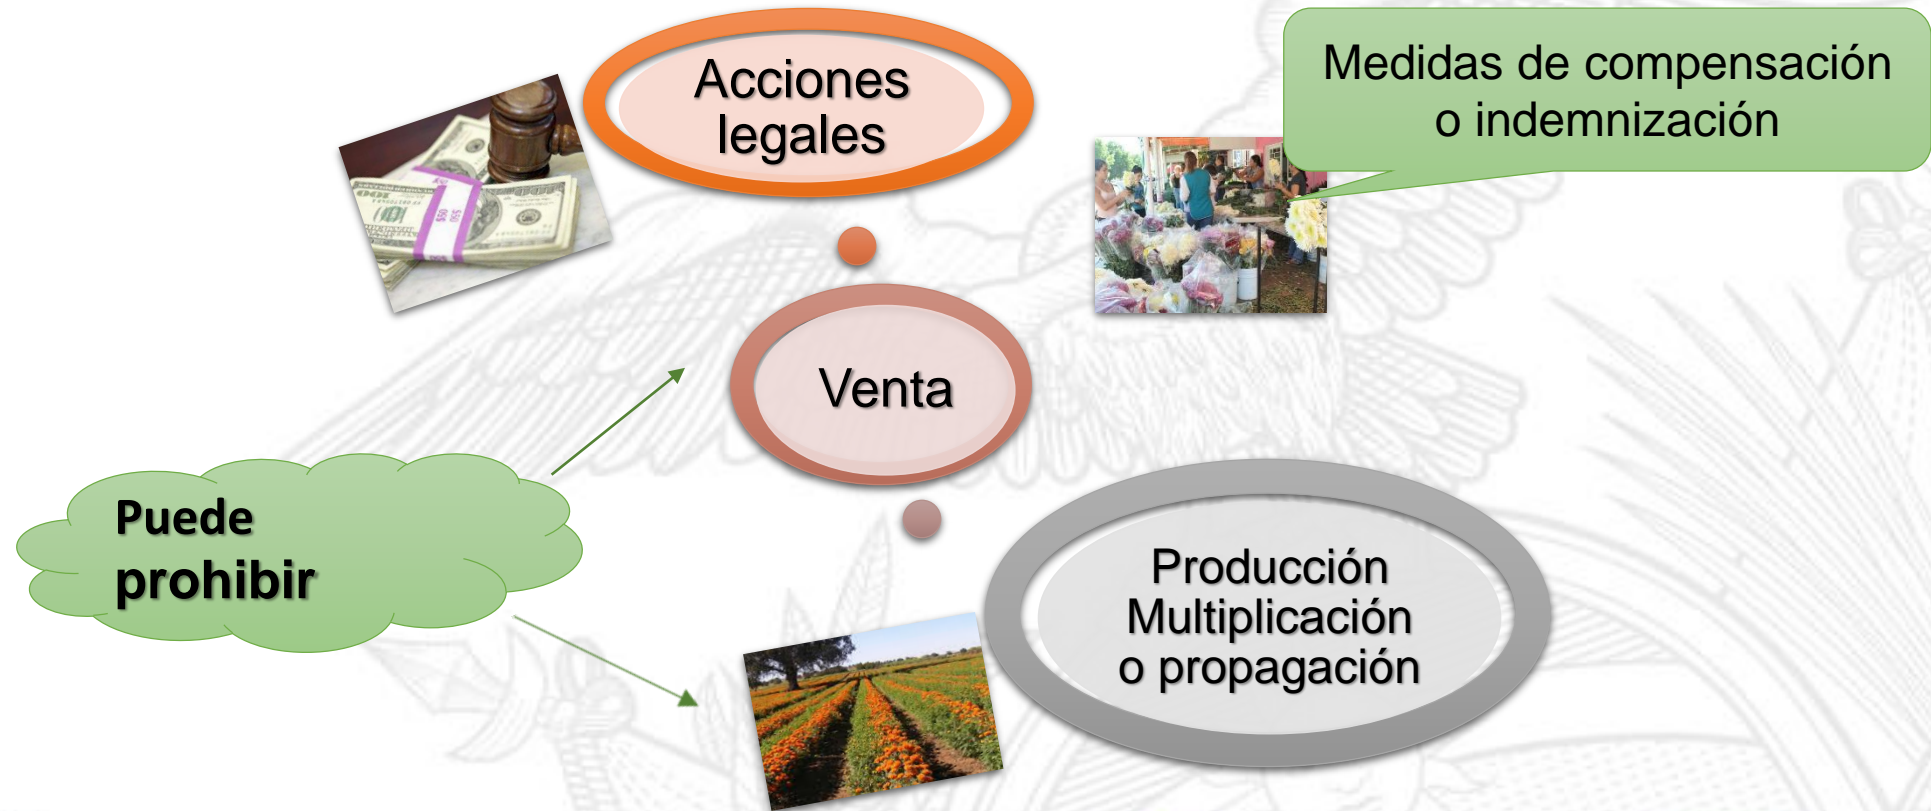 Acciones
legales
Medidas de compensación
o indemnización
Venta
Puede
prohibir
Producción
Multiplicación
o propagación